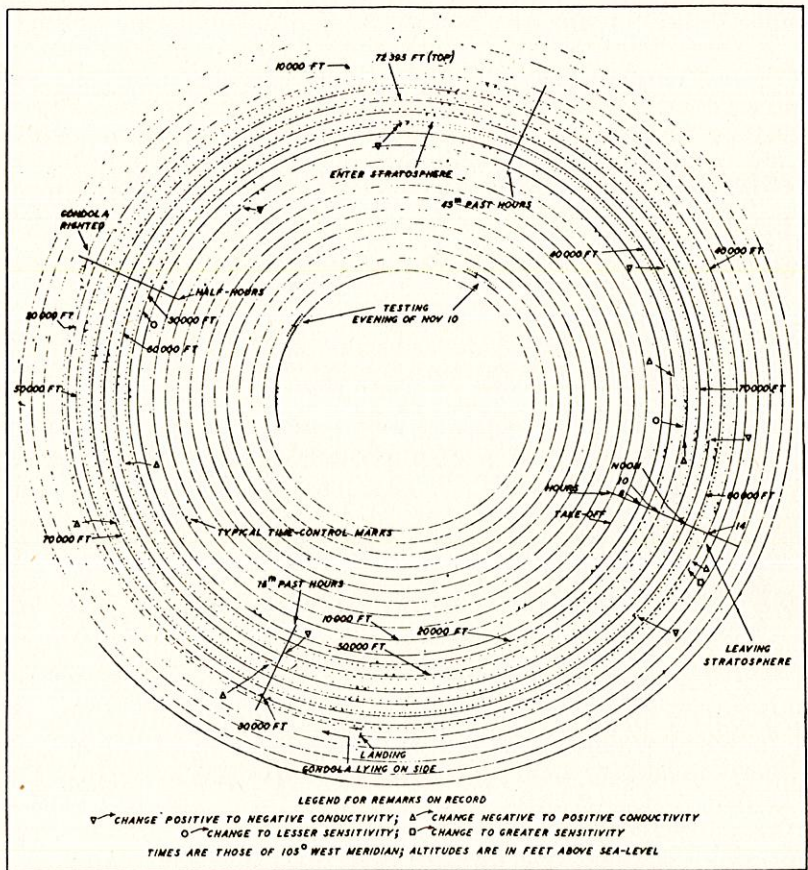 10000 FT
72395 FT (TOP)
ENTER STRATOSPHERE
45ᵐ PAST HOURS
GONDOLA
RIGHTED
40000 FT
40000 FT
HALF-HOURS
30000 FT
60000 FT
TESTING
EVENING OF NOV 10
50000 FT
70000 FT
NOON
10
8
HOURS
TAKE-OFF
14
TYPICAL TIME-CONTROL MARKS
70000 FT
15ᵐ PAST HOURS
10000 FT
20000 FT
50000 FT
LEAVING
STRATOSPHERE
LANDING
GONDOLA LYING ON SIDE
LEGEND FOR REMARKS ON RECORD
▽→CHANGE POSITIVE TO NEGATIVE CONDUCTIVITY; △→CHANGE NEGATIVE TO POSITIVE CONDUCTIVITY
○→CHANGE TO LESSER SENSITIVITY; □→CHANGE TO GREATER SENSITIVITY
TIMES ARE THOSE OF 105° WEST MERIDIAN; ALTITUDES ARE IN FEET ABOVE SEA-LEVEL